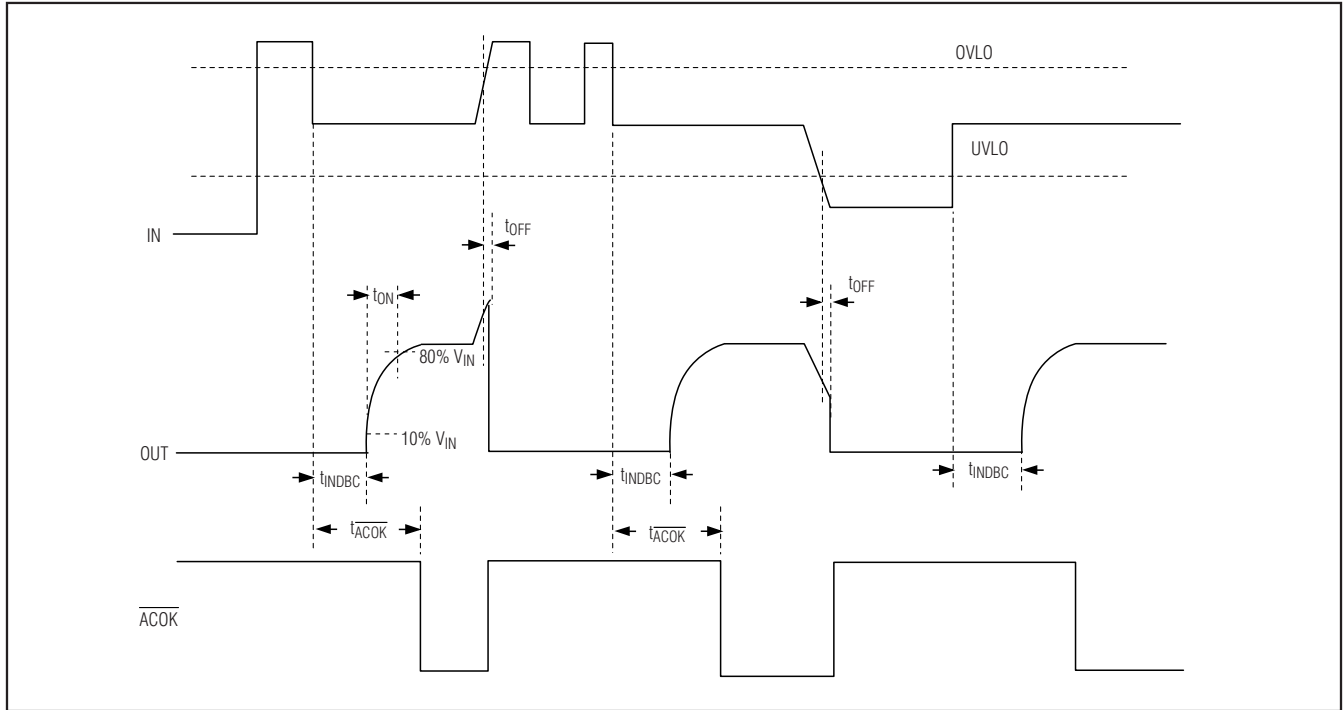 OVLO
UVLO
IN
tOFF
tON
tOFF
80% VIN
10% VIN
OUT
tINDBC
tINDBC
tINDBC
tACOK
tACOK
ACOK